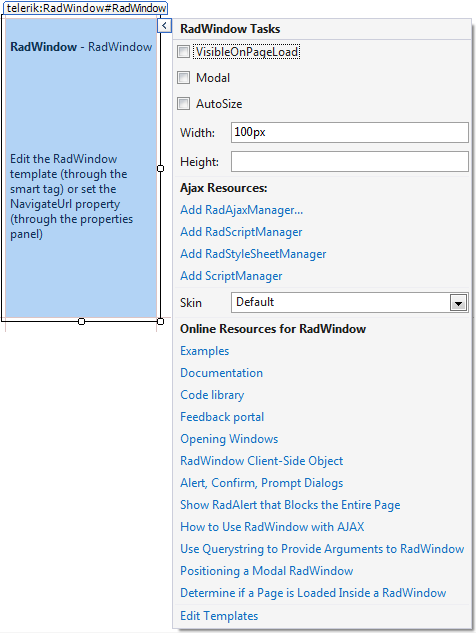 telerik:RadWindow#RadWindow
RadWindow - RadWindow
Edit the RadWindow
template (through the
smart tag) or set the
NavigateUrl property
(through the properties
panel)
RadWindow Tasks
VisibleOnPageLoad
Modal
AutoSize
Width: 100px
Height:
Ajax Resources:
Add RadAjaxManager...
Add RadScriptManager
Add RadStyleSheetManager
Add ScriptManager
Skin Default
Online Resources for RadWindow
Examples
Documentation
Code library
Feedback portal
Opening Windows
RadWindow Client-Side Object
Alert, Confirm, Prompt Dialogs
Show RadAlert that Blocks the Entire Page
How to Use RadWindow with AJAX
Use Querystring to Provide Arguments to RadWindow
Positioning a Modal RadWindow
Determine if a Page is Loaded Inside a RadWindow
Edit Templates